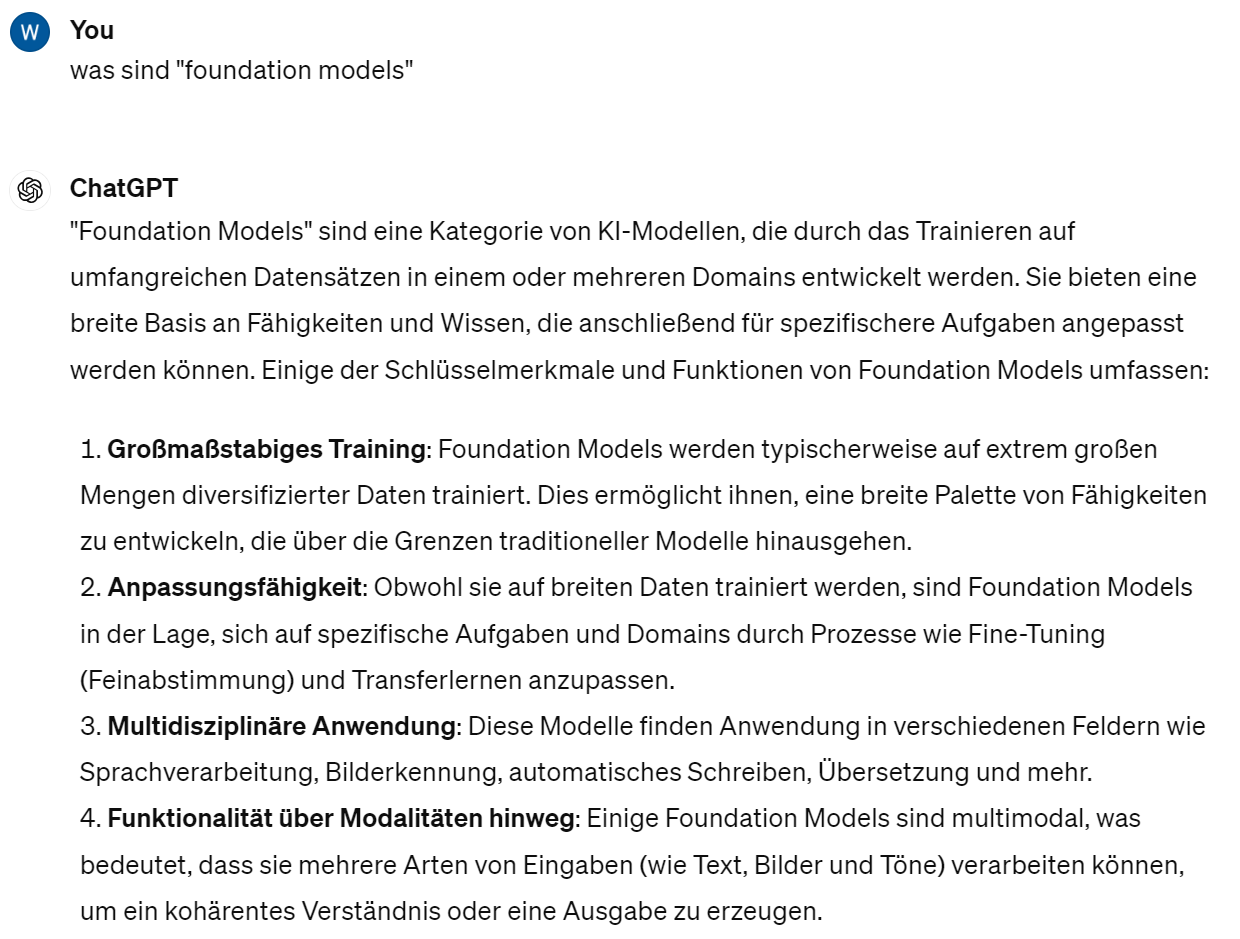 W
You
was sind "foundation models"
ChatGPT
"Foundation Models" sind eine Kategorie von KI-Modellen, die durch das Trainieren auf
umfangreichen Datensätzen in einem oder mehreren Domains entwickelt werden. Sie bieten eine
breite Basis an Fähigkeiten und Wissen, die anschließend für spezifischere Aufgaben angepasst
werden können. Einige der Schlüsselmerkmale und Funktionen von Foundation Models umfassen:
1. Großmaßstabiges Training: Foundation Models werden typischerweise auf extrem großen
Mengen diversifizierter Daten trainiert. Dies ermöglicht ihnen, eine breite Palette von Fähigkeiten
zu entwickeln, die über die Grenzen traditioneller Modelle hinausgehen.
2. Anpassungsfähigkeit: Obwohl sie auf breiten Daten trainiert werden, sind Foundation Models
in der Lage, sich auf spezifische Aufgaben und Domains durch Prozesse wie Fine-Tuning
(Feinabstimmung) und Transferlernen anzupassen.
3. Multidisziplinäre Anwendung: Diese Modelle finden Anwendung in verschiedenen Feldern wie
Sprachverarbeitung, Bilderkennung, automatisches Schreiben, Übersetzung und mehr.
4. Funktionalität über Modalitäten hinweg: Einige Foundation Models sind multimodal, was
bedeutet, dass sie mehrere Arten von Eingaben (wie Text, Bilder und Töne) verarbeiten können,
um ein kohärentes Verständnis oder eine Ausgabe zu erzeugen.